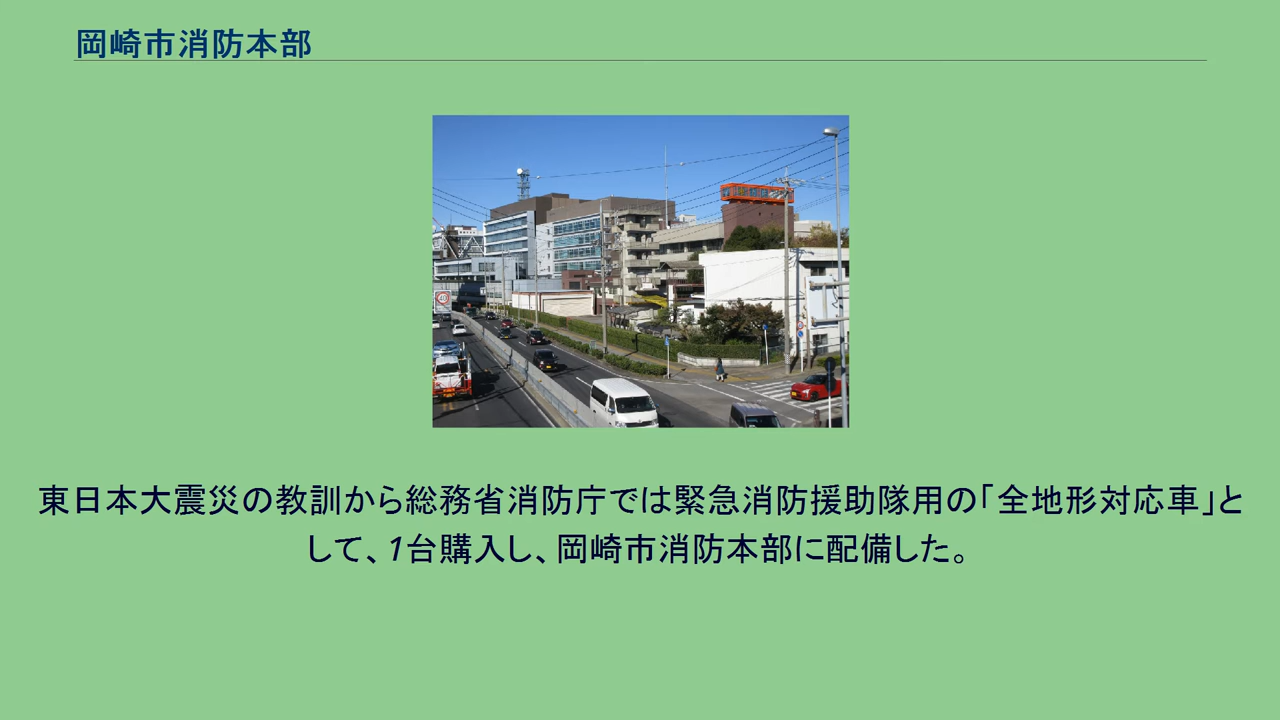 岡崎市消防本部
40
東日本大震災の教訓から総務省消防庁では緊急消防援助隊用の「全地形対応車」と
して、1台購入し、岡崎市消防本部に配備した。